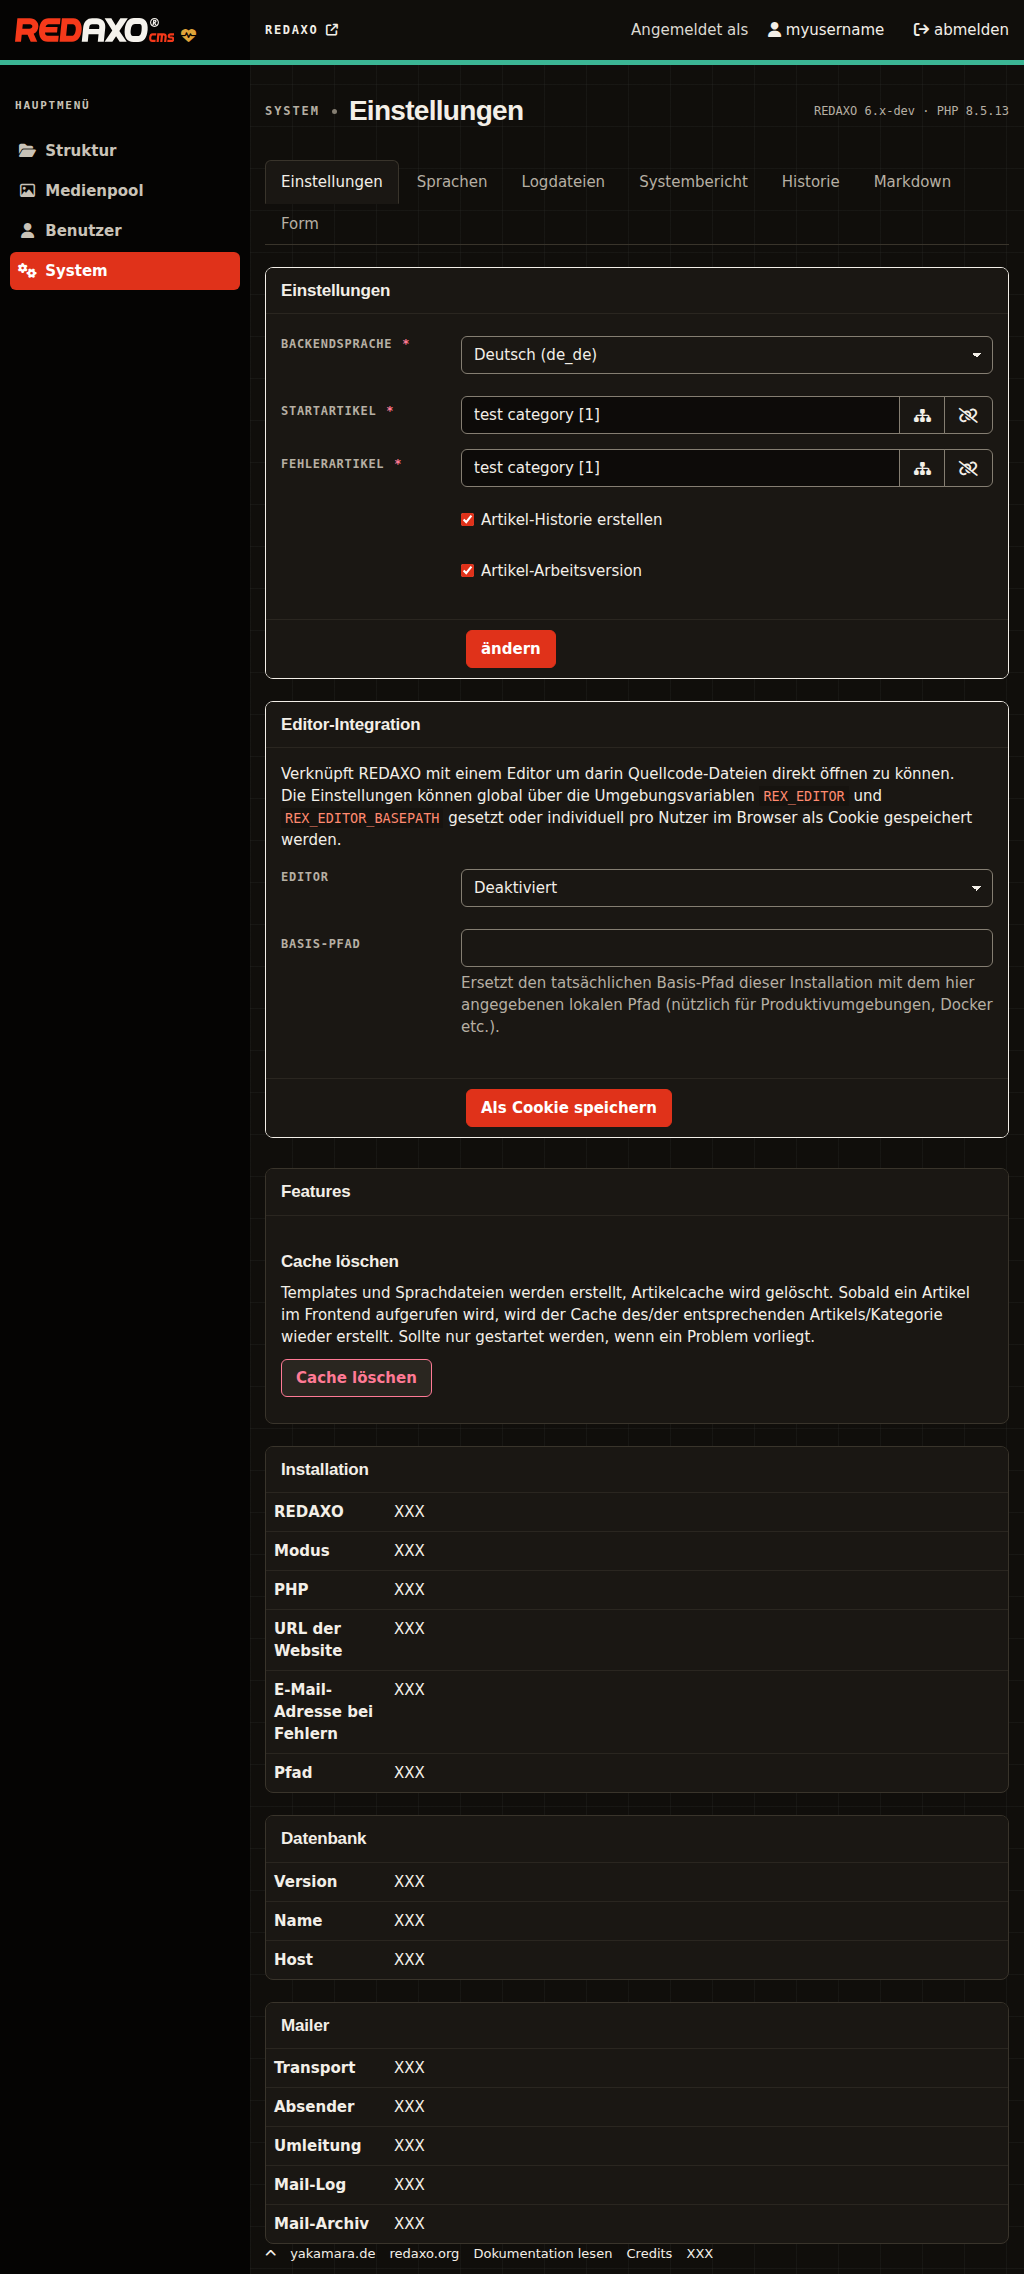 REDAXO® cms
REDAXO
Angemeldet als myusername abmelden
HAUPTMENÜ
Struktur
Medienpool
Benutzer
System
SYSTEM • Einstellungen
REDAXO 6.x-dev · PHP 8.5.13
Einstellungen Sprachen Logdateien Systembericht Historie Markdown
Form
Einstellungen
BACKENDSPRACHE *
Deutsch (de_de)
STARTARTIKEL *
test category [1]
FEHLERARTIKEL *
test category [1]
Artikel-Historie erstellen
Artikel-Arbeitsversion
ändern
Editor-Integration
Verknüpft REDAXO mit einem Editor um darin Quellcode-Dateien direkt öffnen zu können.
Die Einstellungen können global über die Umgebungsvariablen REX_EDITOR und
REX_EDITOR_BASEPATH gesetzt oder individuell pro Nutzer im Browser als Cookie gespeichert
werden.
EDITOR
Deaktiviert
BASIS-PFAD
Ersetzt den tatsächlichen Basis-Pfad dieser Installation mit dem hier
angegebenen lokalen Pfad (nützlich für Produktivumgebungen, Docker
etc.).
Als Cookie speichern
Features
Cache löschen
Templates und Sprachdateien werden erstellt, Artikelcache wird gelöscht. Sobald ein Artikel
im Frontend aufgerufen wird, wird der Cache des/der entsprechenden Artikels/Kategorie
wieder erstellt. Sollte nur gestartet werden, wenn ein Problem vorliegt.
Cache löschen
Installation
REDAXO XXX
Modus XXX
PHP XXX
URL der XXX
Website
E-Mail- XXX
Adresse bei
Fehlern
Pfad XXX
Datenbank
Version XXX
Name XXX
Host XXX
Mailer
Transport XXX
Absender XXX
Umleitung XXX
Mail-Log XXX
Mail-Archiv XXX
yakamara.de redaxo.org Dokumentation lesen Credits XXX